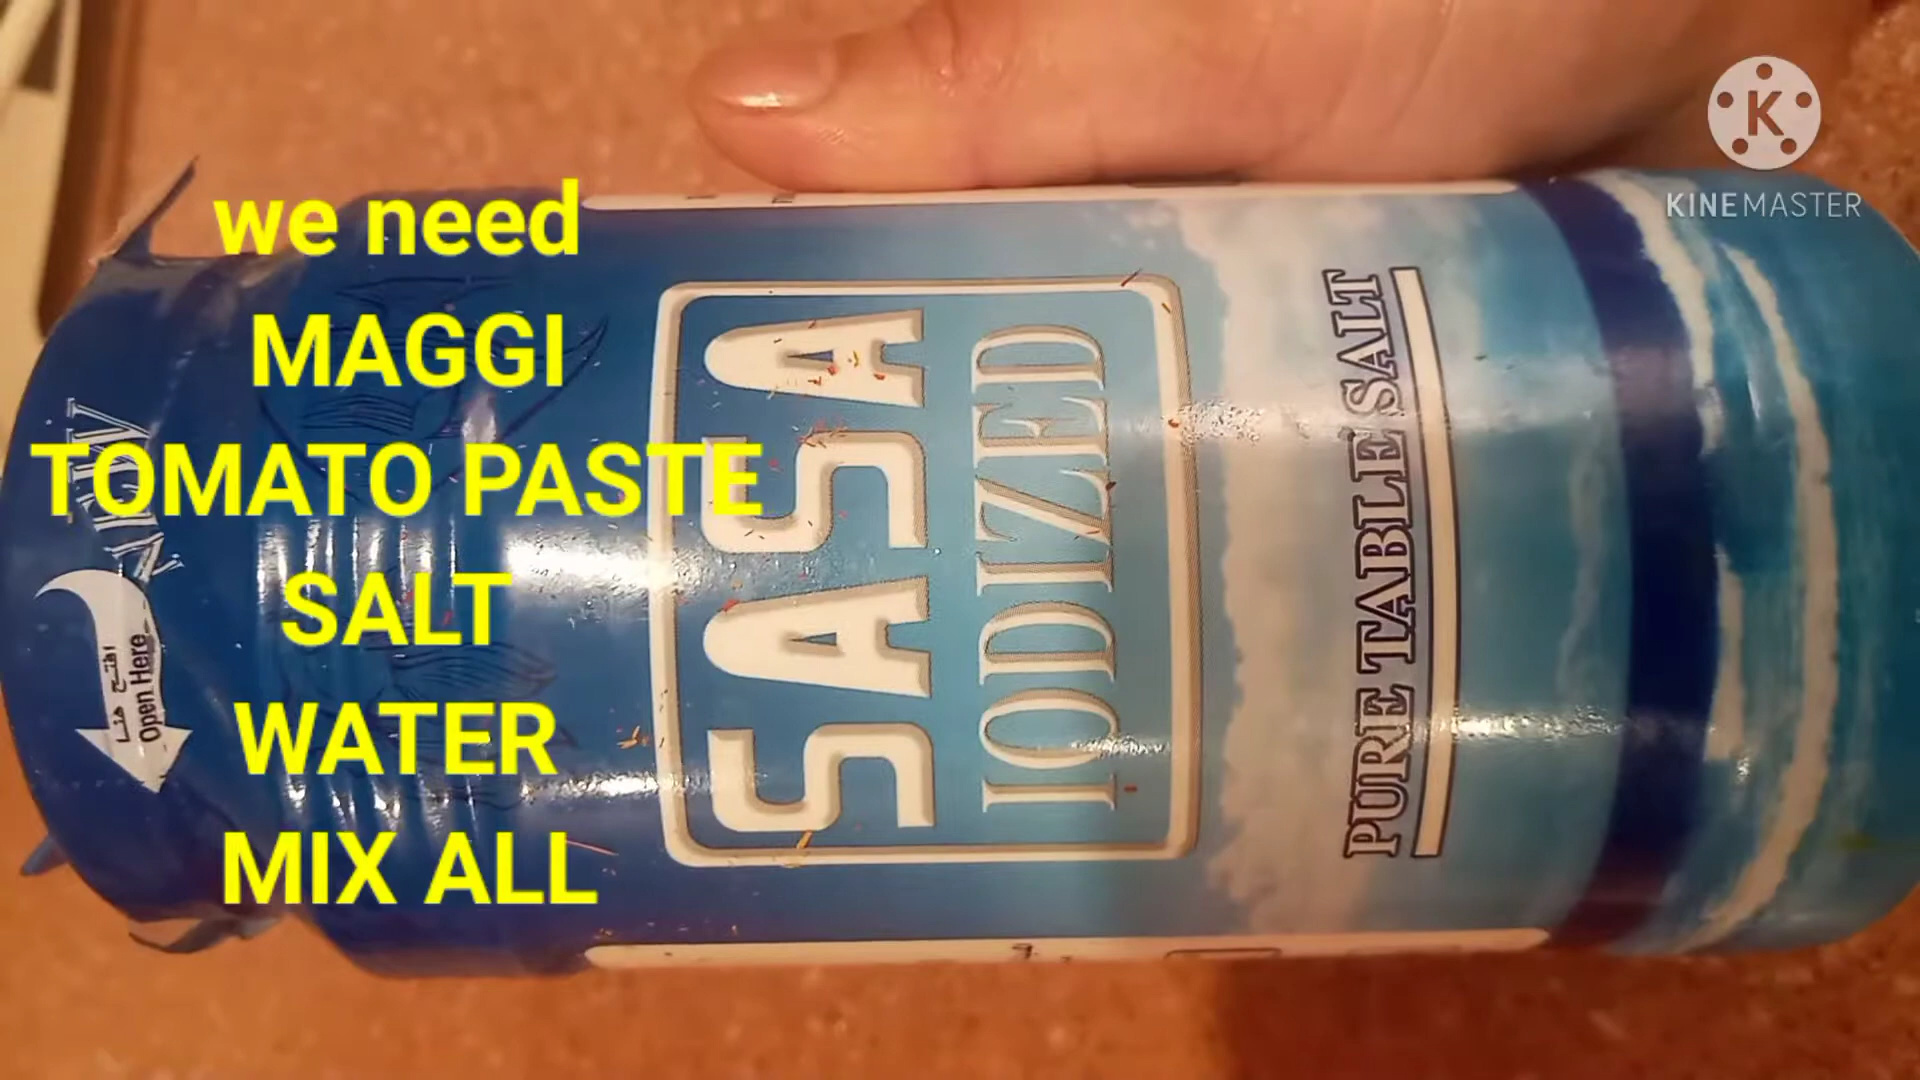 we need
MAGGI
TOMATO PASTE
SALT
WATER
MIX ALL
SASA
IODIZED
PURE TABLE SALT
افتح هنا
Open Here
K
KINEMASTER